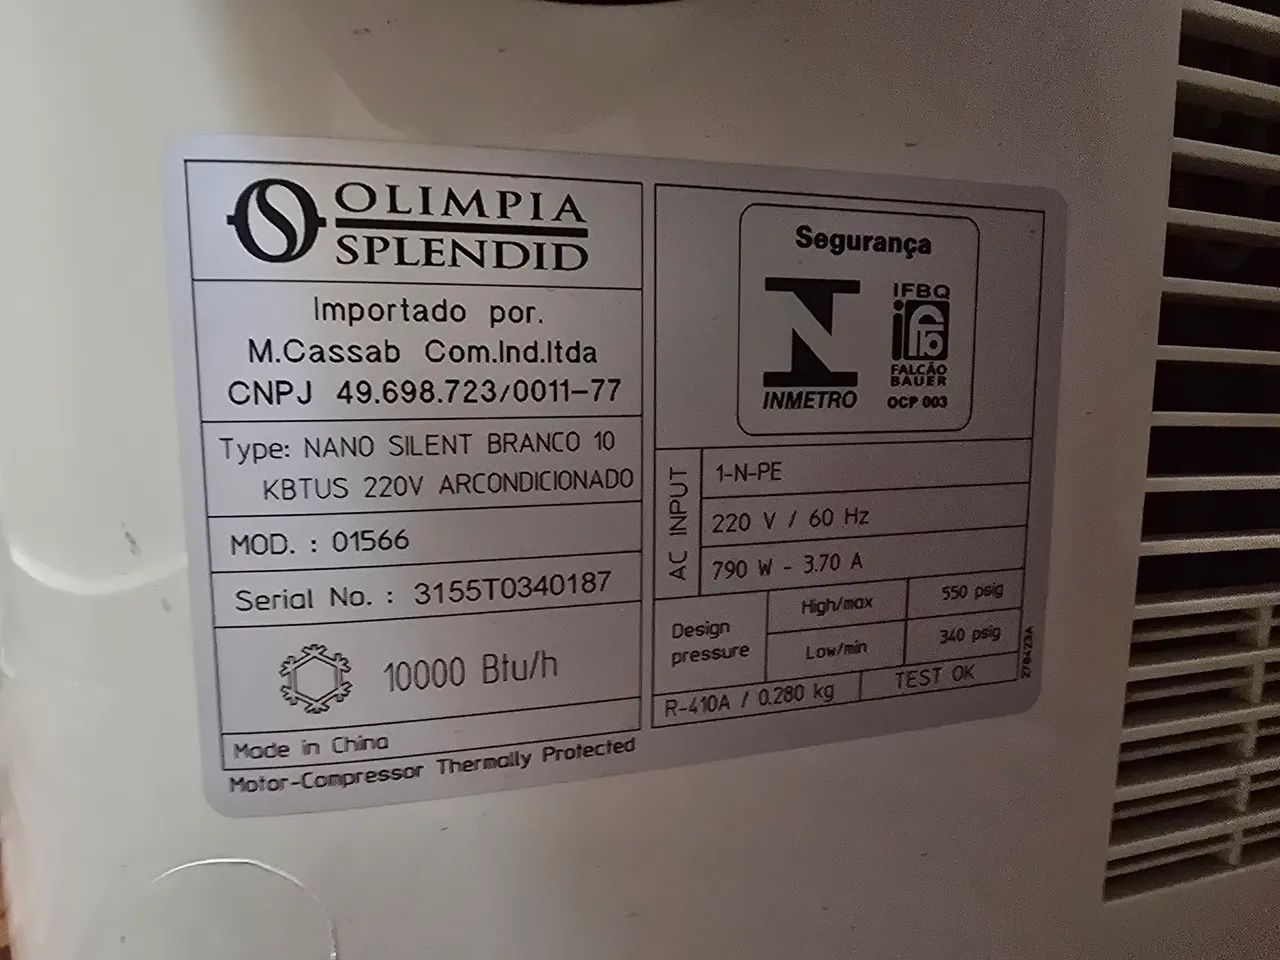 OLIMPIA
SPLENDID
Importado por.
M.Cassab Com.Ind.ltda
CNPJ 49.698.723/0011-77
Type: NANO SILENT BRANCO 10
KBTUS 220V ARCONDICIONADO
MOD. : 01566
Serial No. : 3155T0340187
10000 Btu/h
Made in China
Motor-Compressor Thermally Protected
Segurança
INMETRO
IFBQ
FALCÃO
BAUER
OCP 003
AC INPUT
1-N-PE
220 V / 60 Hz
790 W - 3.70 A
Design
pressure
High/max 550 psig
Low/min 340 psig
R-410A / 0.280 kg TEST OK
278423A